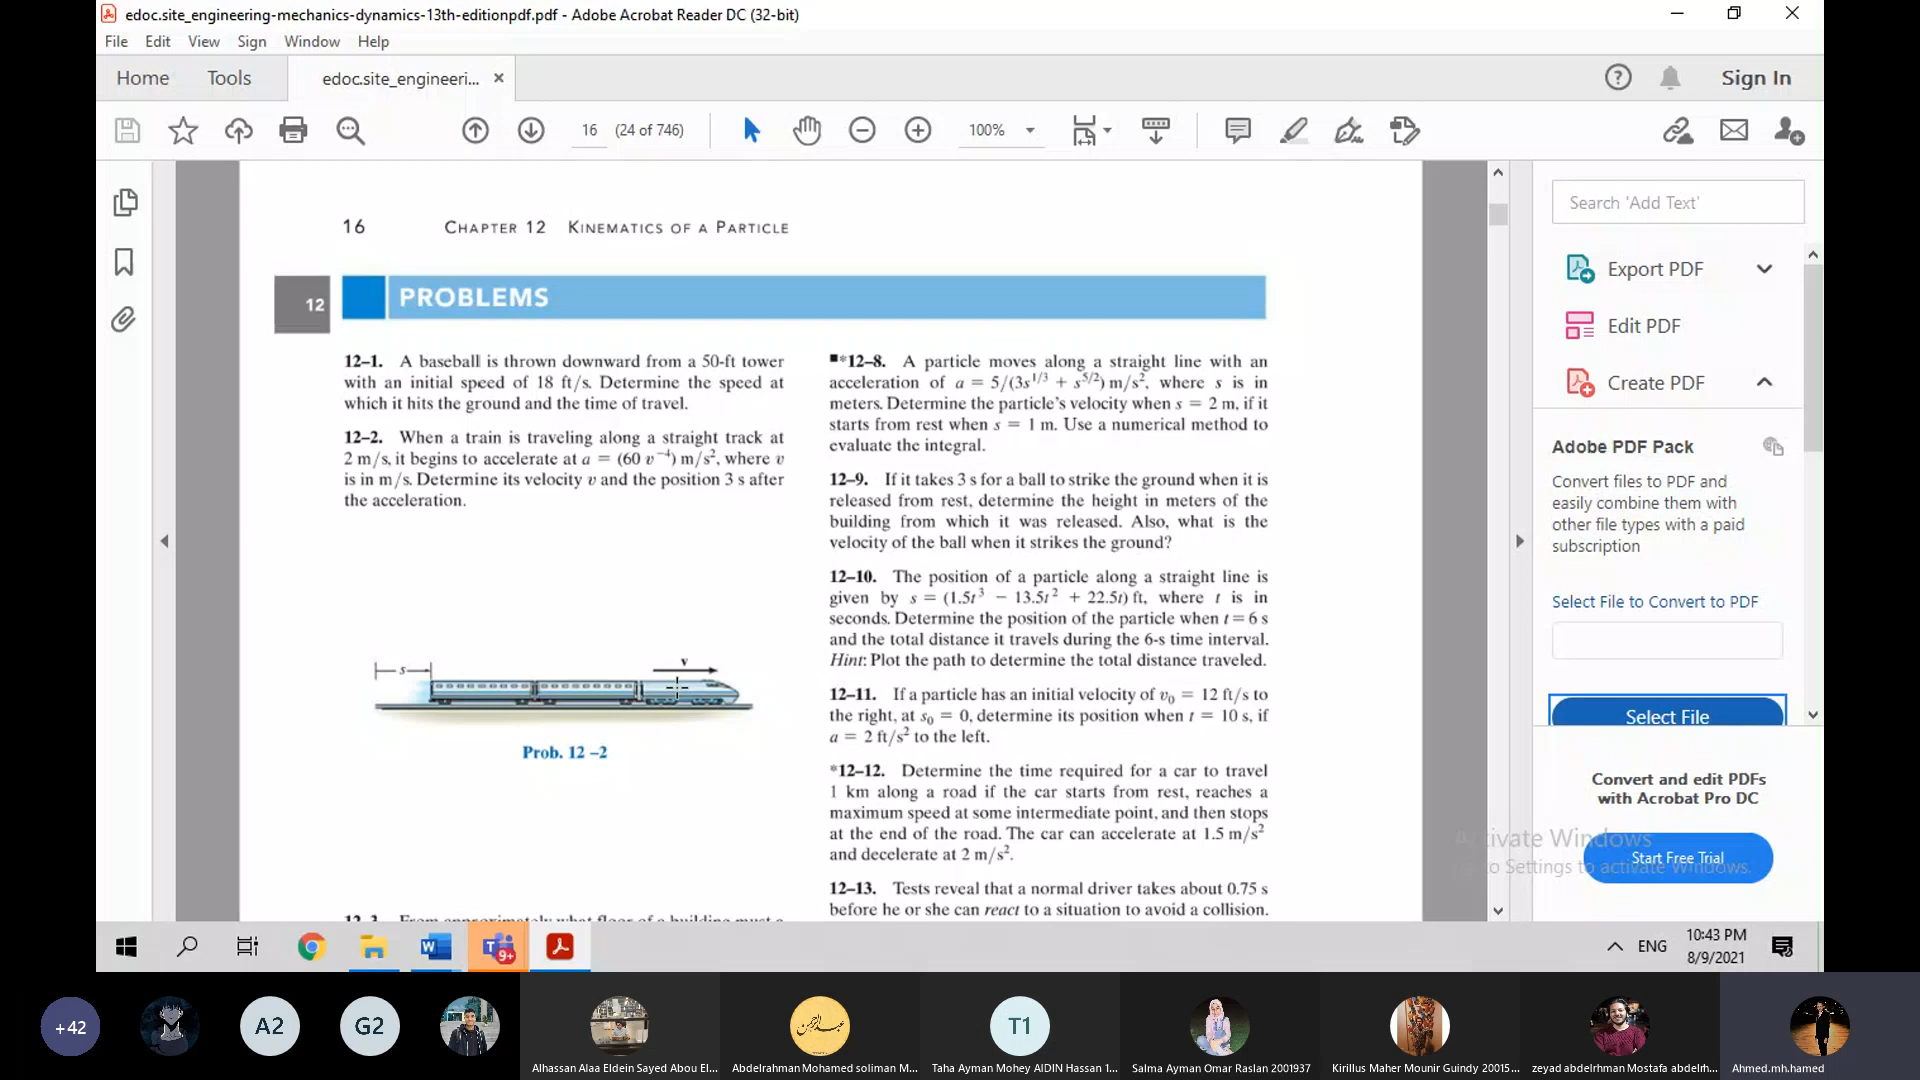 edoc.site_engineering-mechanics-dynamics-13th-editionpdf.pdf - Adobe Acrobat Reader DC (32-bit)
File Edit View Sign Window Help
Home Tools edoc.site_engineeri... × Sign In
16 (24 of 746) 100%
Search 'Add Text'
Export PDF
Edit PDF
Create PDF
Adobe PDF Pack
Convert files to PDF and
easily combine them with
other file types with a paid
subscription
Select File to Convert to PDF
Select File
Convert and edit PDFs
with Acrobat Pro DC
Start Free Trial
16 CHAPTER 12 KINEMATICS OF A PARTICLE
12 PROBLEMS
12–1. A baseball is thrown downward from a 50-ft tower
with an initial speed of 18 ft/s. Determine the speed at
which it hits the ground and the time of travel.
12–2. When a train is traveling along a straight track at
2 m/s, it begins to accelerate at a = (60 v⁻⁴) m/s², where v
is in m/s. Determine its velocity v and the position 3 s after
the acceleration.
s
v
Prob. 12 –2
■*12–8. A particle moves along a straight line with an
acceleration of a = 5/(3s^1/3 + s^5/2) m/s², where s is in
meters. Determine the particle's velocity when s = 2 m, if it
starts from rest when s = 1 m. Use a numerical method to
evaluate the integral.
12–9. If it takes 3 s for a ball to strike the ground when it is
released from rest, determine the height in meters of the
building from which it was released. Also, what is the
velocity of the ball when it strikes the ground?
12–10. The position of a particle along a straight line is
given by s = (1.5t³ − 13.5t² + 22.5t) ft, where t is in
seconds. Determine the position of the particle when t = 6 s
and the total distance it travels during the 6-s time interval.
Hint: Plot the path to determine the total distance traveled.
12–11. If a particle has an initial velocity of v₀ = 12 ft/s to
the right, at s₀ = 0, determine its position when t = 10 s, if
a = 2 ft/s² to the left.
*12–12. Determine the time required for a car to travel
1 km along a road if the car starts from rest, reaches a
maximum speed at some intermediate point, and then stops
at the end of the road. The car can accelerate at 1.5 m/s²
and decelerate at 2 m/s².
12–13. Tests reveal that a normal driver takes about 0.75 s
before he or she can react to a situation to avoid a collision.
Activate Windows
to Settings to activate Windows.
9+
ENG
10:43 PM
8/9/2021
+42
A2
G2
عبدالرحمن
T1
Alhassan Alaa Eldein Sayed Abou El...
Abdelrahman Mohamed soliman M...
Taha Ayman Mohey AlDIN Hassan 1...
Salma Ayman Omar Raslan 2001937
Kirillus Maher Mounir Guindy 20015...
zeyad abdelrhman Mostafa abdelrh...
Ahmed.mh.hamed